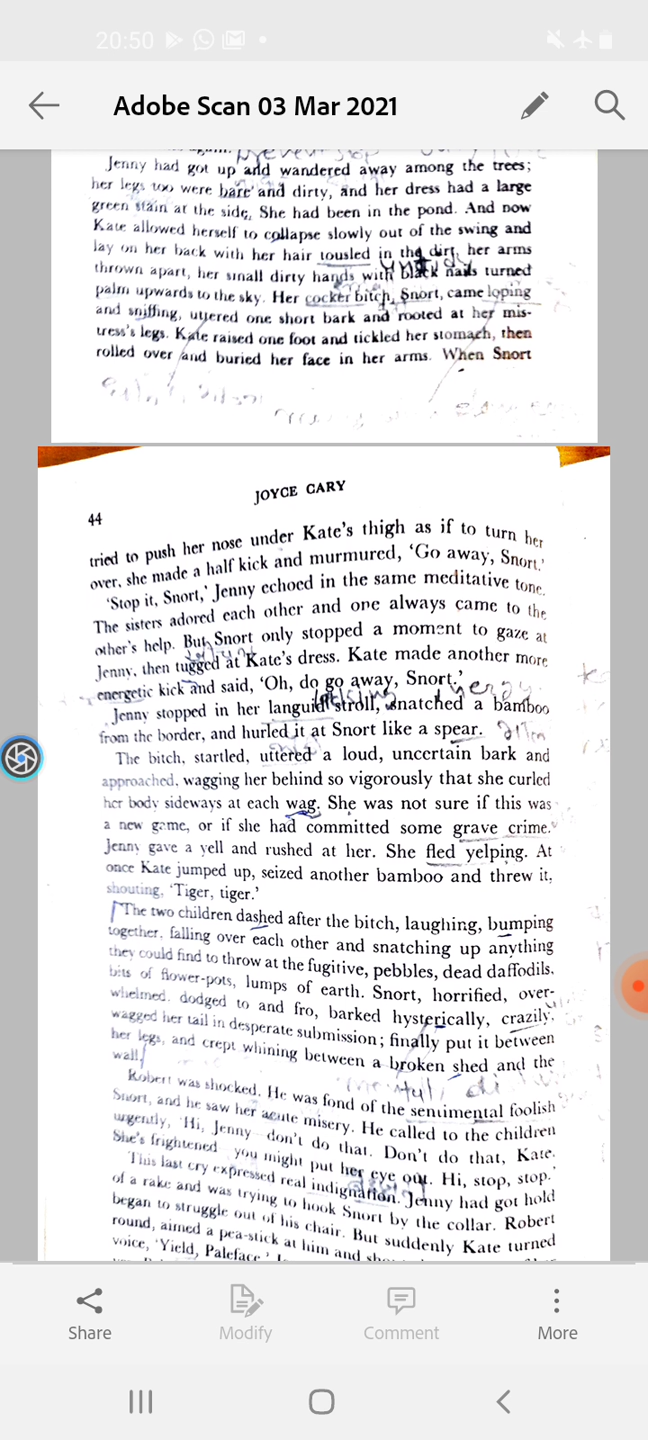 20:50
Adobe Scan 03 Mar 2021
Jenny had got up and wandered away among the trees;
her legs too were bare and dirty, and her dress had a large
green stain at the side. She had been in the pond. And now
Kate allowed herself to collapse slowly out of the swing and
lay on her back with her hair tousled in the dirt, her arms
thrown apart, her small dirty hands with black nails turned
palm upwards to the sky. Her cocker bitch, Snort, came loping
and sniffing, uttered one short bark and rooted at her mis-
tress's legs. Kate raised one foot and tickled her stomach, then
rolled over and buried her face in her arms. When Snort
JOYCE CARY
44
tried to push her nose under Kate's thigh as if to turn her
over, she made a half kick and murmured, 'Go away, Snort.'
'Stop it, Snort,' Jenny echoed in the same meditative tone.
The sisters adored each other and one always came to the
other's help. But Snort only stopped a moment to gaze at
Jenny, then tugged at Kate's dress. Kate made another more
energetic kick and said, 'Oh, do go away, Snort.'
Jenny stopped in her languid stroll, snatched a bamboo
from the border, and hurled it at Snort like a spear.
The bitch, startled, uttered a loud, uncertain bark and
approached, wagging her behind so vigorously that she curled
her body sideways at each wag. She was not sure if this was
a new game, or if she had committed some grave crime.
Jenny gave a yell and rushed at her. She fled yelping. At
once Kate jumped up, seized another bamboo and threw it,
shouting, 'Tiger, tiger.'
The two children dashed after the bitch, laughing, bumping
together, falling over each other and snatching up anything
they could find to throw at the fugitive, pebbles, dead daffodils,
bits of flower-pots, lumps of earth. Snort, horrified, over-
whelmed, dodged to and fro, barked hysterically, crazily,
wagged her tail in desperate submission; finally put it between
her legs, and crept whining between a broken shed and the
wall.
Robert was shocked. He was fond of the sentimental foolish
Snort, and he saw her acute misery. He called to the children
urgently, 'Hi, Jenny don't do that. Don't do that, Kate.
She's frightened you might put her eye out. Hi, stop, stop.'
This last cry expressed real indignation. Jenny had got hold
of a rake and was trying to hook Snort by the collar. Robert
began to struggle out of his chair. But suddenly Kate turned
round, aimed a pea-stick at him and
voice, 'Yield, Paleface.'
Share
Modify
Comment
More